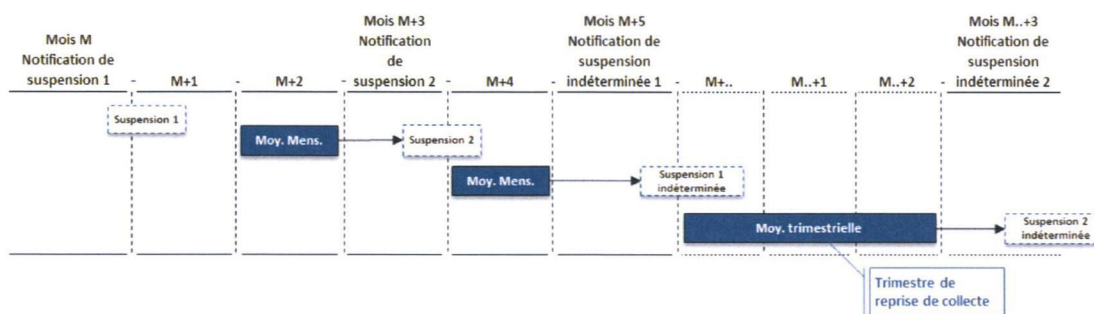 Mois M
Notification de
suspension 1
- M+1
- M+2
Mois M+3
Notification
de
- suspension 2
- M+4
Mois M+5
Notification de
suspension
- indéterminée 1
- M+..
M..+1
M..+2
Mois M..+3
Notification de
suspension
- indéterminée 2
Suspension 1
Moy. Mens.
Suspension 2
Moy. Mens.
Suspension 1
indéterminée
Moy. trimestrielle
Suspension 2
indéterminée
Trimestre de
reprise de collecte